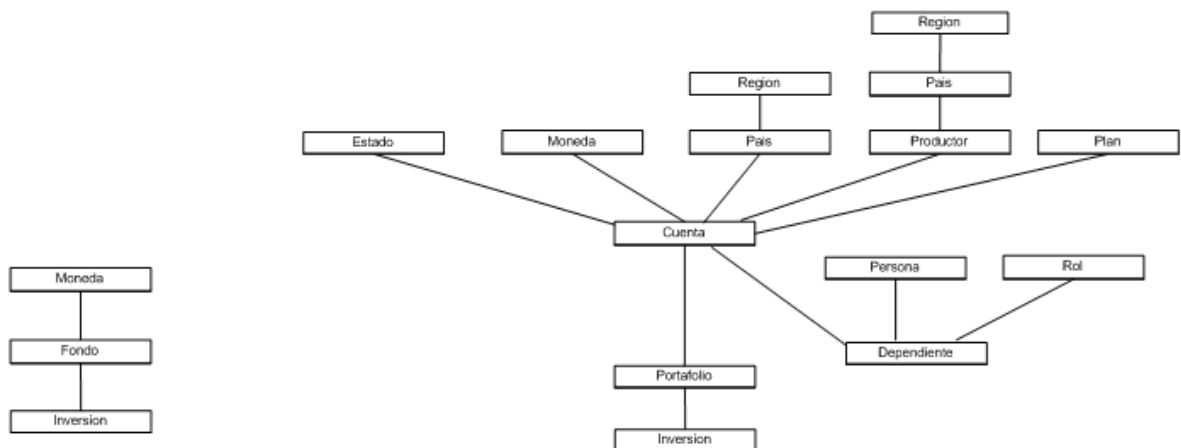 Region
Region
Pais
Estado
Moneda
Pais
Productor
Plan
Cuenta
Persona
Rol
Moneda
Fondo
Dependiente
Portafolio
Inversion
Inversion